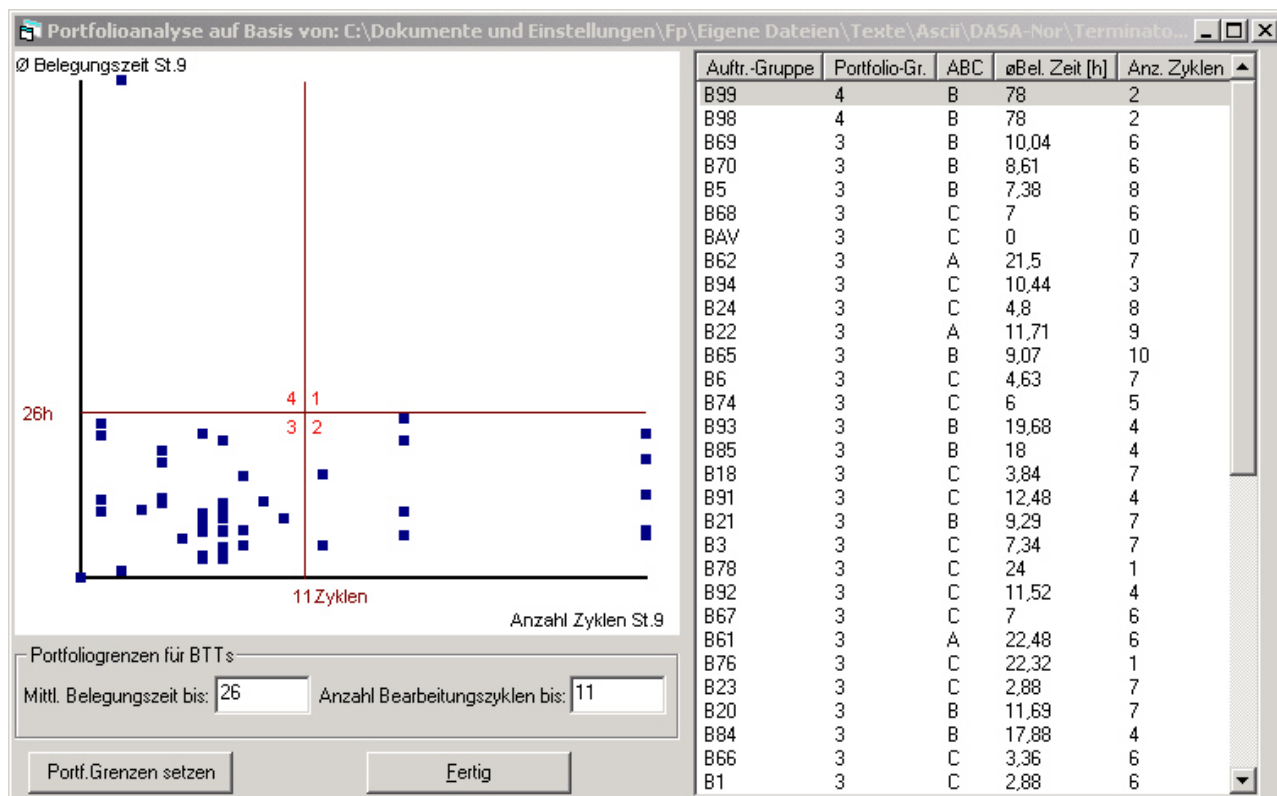 Portfolioanalyse auf Basis von: C:\Dokumente und Einstellungen\Fp\Eigene Dateien\Texte\Ascii\DASA-Nor\Terminato...
Ø Belegungszeit St.9
26h
4 1
3 2
11 Zyklen
Anzahl Zyklen St.9
Portfoliogrenzen für BTTs
Mittl. Belegungszeit bis: 26 Anzahl Bearbeitungszyklen bis: 11
Portf.Grenzen setzen Fertig
Auftr.-Gruppe Portfolio-Gr. ABC øBel. Zeit [h] Anz. Zyklen
B99 4 B 78 2
B98 4 B 78 2
B69 3 B 10,04 6
B70 3 B 8,61 6
B5 3 B 7,38 8
B68 3 C 7 6
BAV 3 C 0 0
B62 3 A 21,5 7
B94 3 C 10,44 3
B24 3 C 4,8 8
B22 3 A 11,71 9
B65 3 B 9,07 10
B6 3 C 4,63 7
B74 3 C 6 5
B93 3 B 19,68 4
B85 3 B 18 4
B18 3 C 3,84 7
B91 3 C 12,48 4
B21 3 B 9,29 7
B3 3 C 7,34 7
B78 3 C 24 1
B92 3 C 11,52 4
B67 3 C 7 6
B61 3 A 22,48 6
B76 3 C 22,32 1
B23 3 C 2,88 7
B20 3 B 11,69 7
B84 3 B 17,88 4
B66 3 C 3,36 6
B1 3 C 2,88 6